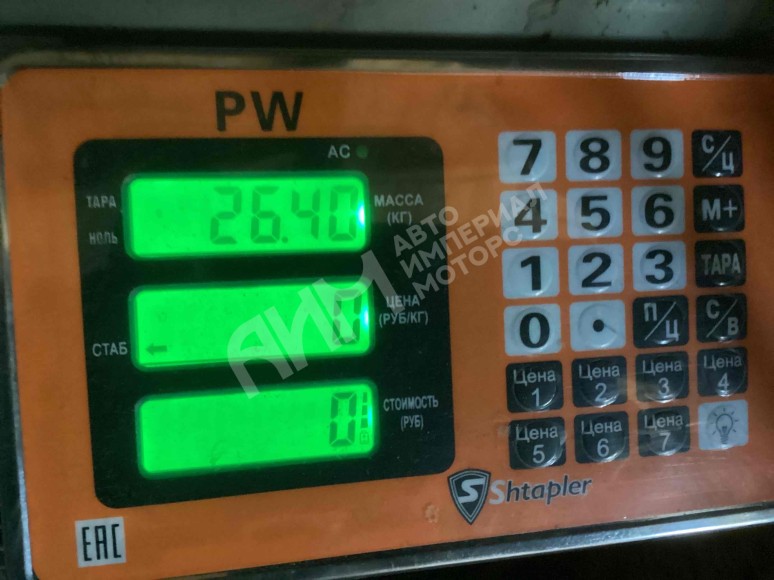 PW
AC
ТАРА
26.40
МАССА
(КГ)
НОЛЬ
0
ЦЕНА
(РУБ/КГ)
СТАБ
0
СТОИМОСТЬ
(РУБ)
7 8 9 С/Ц
4 5 6 М+
1 2 3 ТАРА
0 . П/Ц С/В
Цена 1 Цена 2 Цена 3 Цена 4
Цена 5 Цена 6 Цена 7
S Shtapler
EAC
АИМ АВТО
ИМПЕРИАЛ
МОТОРС